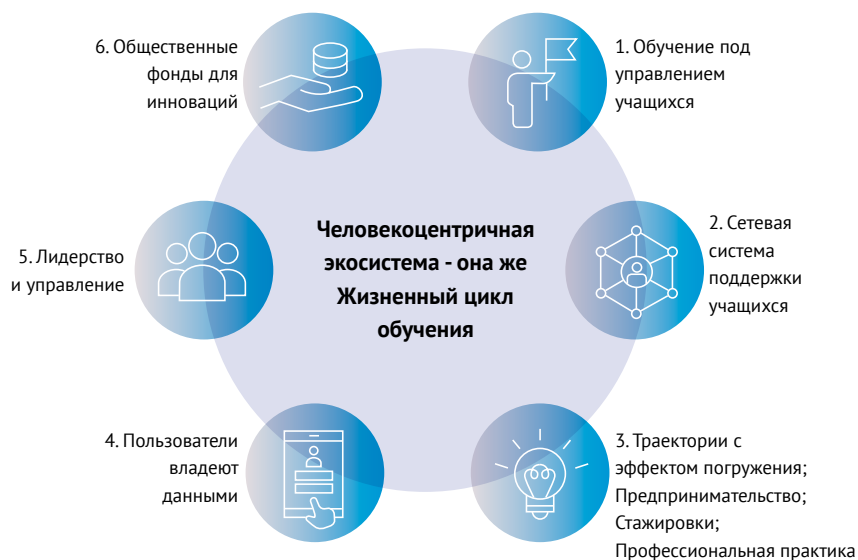 6. Общественные
фонды для
инноваций
1. Обучение под
управлением
учащихся
Человекоцентричная
экосистема - она же
Жизненный цикл
обучения
2. Сетевая
система
поддержки
учащихся
5. Лидерство
и управление
4. Пользователи
владеют
данными
3. Траектории с
эффектом погружения;
Предпринимательство;
Стажировки;
Профессиональная практика